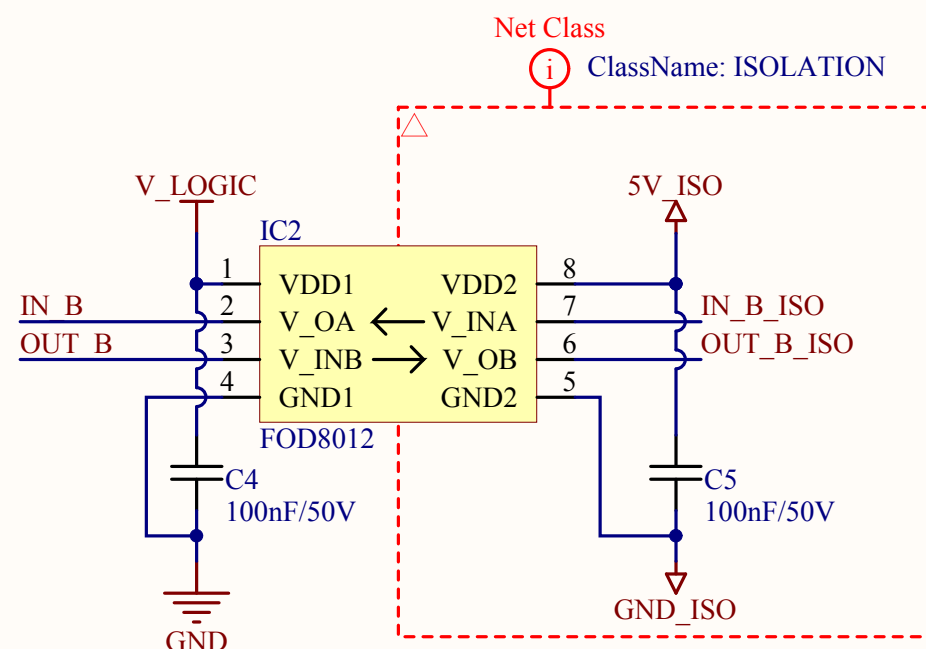 Net Class
i ClassName: ISOLATION
V_LOGIC
5V_ISO
IC2
1 VDD1 VDD2 8
IN_B 2 V_OA V_INA 7 IN_B_ISO
OUT_B 3 V_INB V_OB 6 OUT_B_ISO
4 GND1 GND2 5
FOD8012
C4
100nF/50V
C5
100nF/50V
GND
GND_ISO